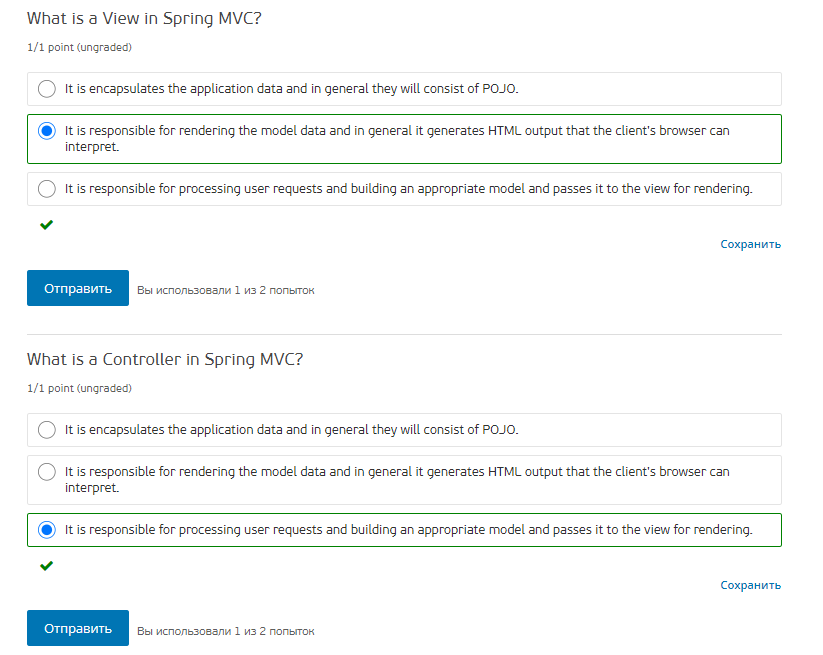 What is a View in Spring MVC?
1/1 point (ungraded)
It is encapsulates the application data and in general they will consist of POJO.
It is responsible for rendering the model data and in general it generates HTML output that the client's browser can
interpret.
It is responsible for processing user requests and building an appropriate model and passes it to the view for rendering.
Сохранить
Отправить Вы использовали 1 из 2 попыток
What is a Controller in Spring MVC?
1/1 point (ungraded)
It is encapsulates the application data and in general they will consist of POJO.
It is responsible for rendering the model data and in general it generates HTML output that the client's browser can
interpret.
It is responsible for processing user requests and building an appropriate model and passes it to the view for rendering.
Сохранить
Отправить Вы использовали 1 из 2 попыток